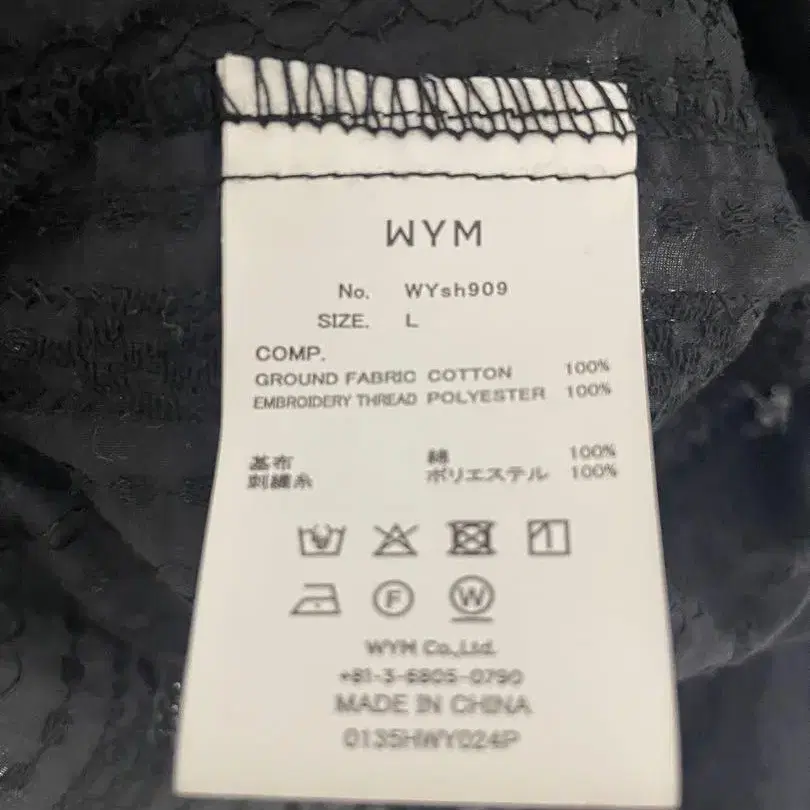 WYM
No. WYsh909
SIZE. L
COMP.
GROUND FABRIC COTTON 100%
EMBROIDERY THREAD POLYESTER 100%
基布 綿 100%
刺繍糸 ポリエステル 100%
F W
WYM Co.,Ltd.
+81-3-6805-0790
MADE IN CHINA
0135HWY024P